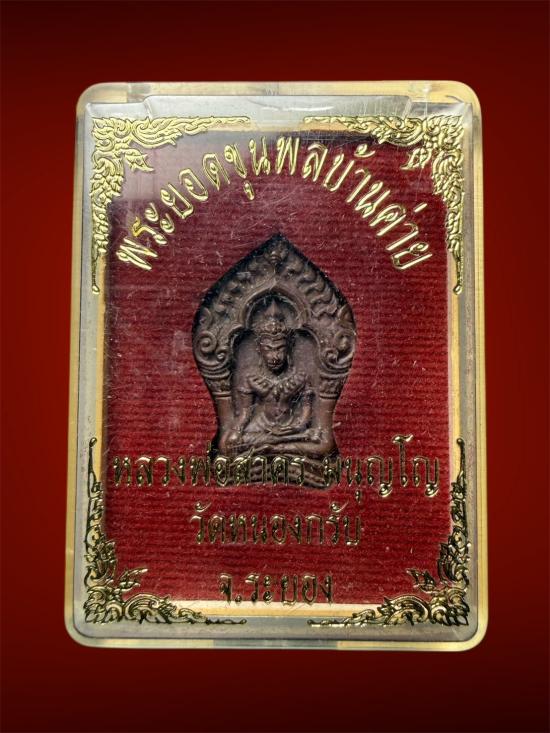 พระยอดขุนพลบ้านค่าย
หลวงพ่อสาคร มนุญโญ
วัดหนองกรับ
จ.ระยอง